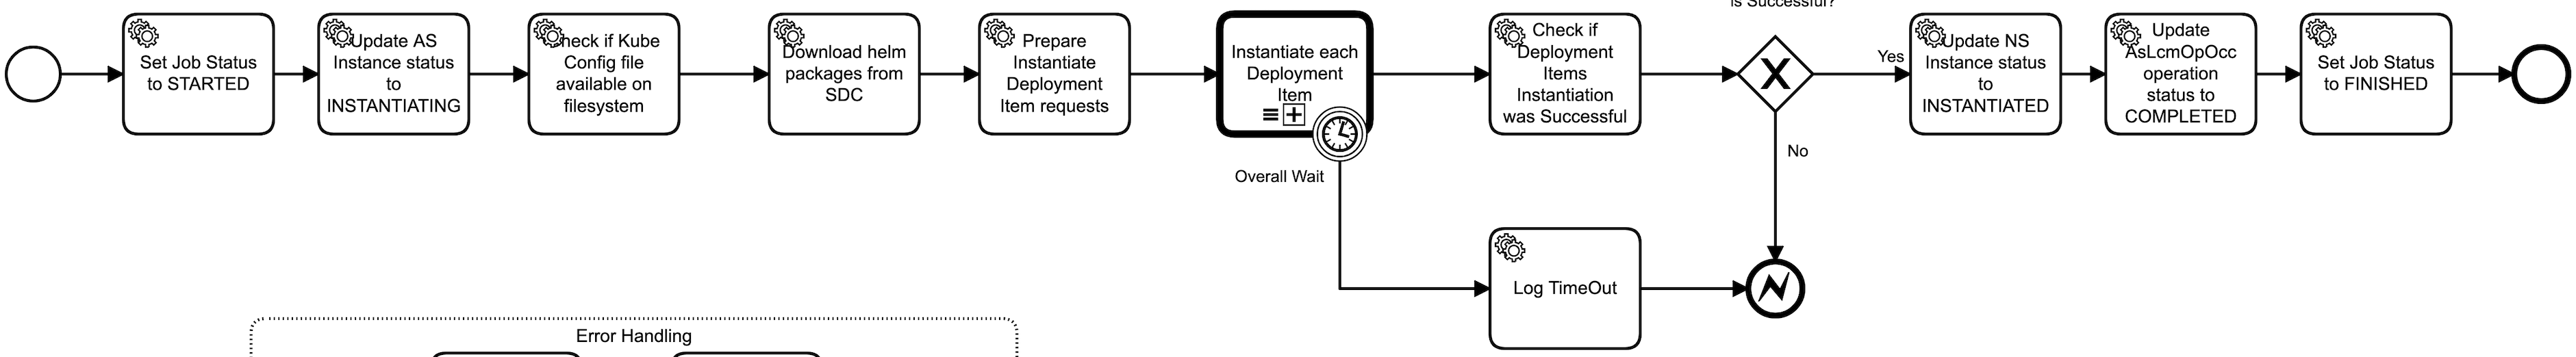 Set Job Status
to STARTED
Update AS
Instance status
to
INSTANTIATING
Check if Kube
Config file
available on
filesystem
Download helm
packages from
SDC
Prepare
Instantiate
Deployment
Item requests
Instantiate each
Deployment
Item
Overall Wait
Check if
Deployment
Items
Instantiation
was Successful
is Successful?
Yes
No
Log TimeOut
Update NS
Instance status
to
INSTANTIATED
Update
AsLcmOpOcc
operation
status to
COMPLETED
Set Job Status
to FINISHED
Error Handling